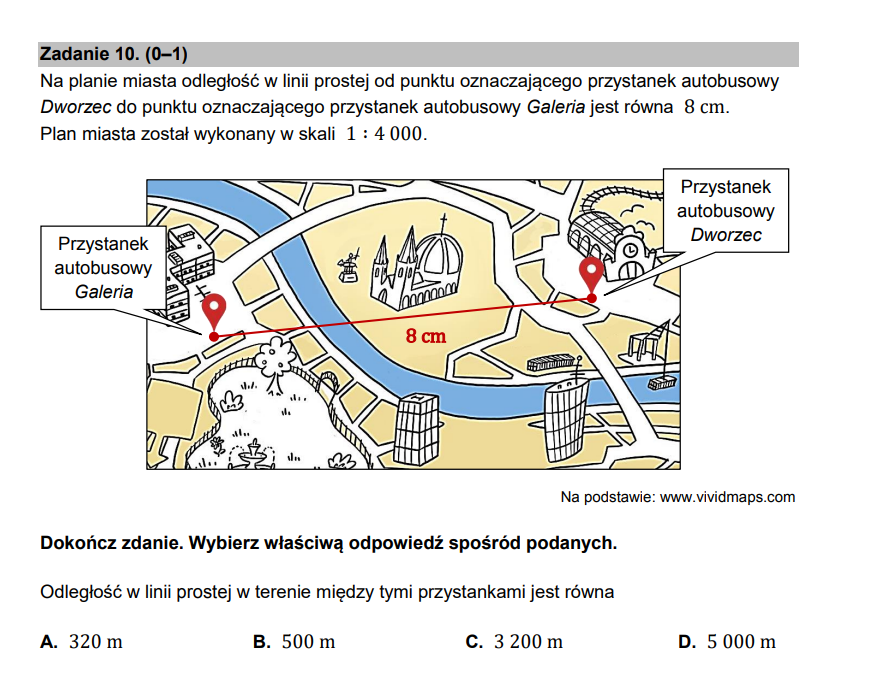 Zadanie 10. (0–1)
Na planie miasta odległość w linii prostej od punktu oznaczającego przystanek autobusowy
Dworzec do punktu oznaczającego przystanek autobusowy Galeria jest równa 8 cm.
Plan miasta został wykonany w skali 1 : 4 000.
Przystanek
autobusowy
Dworzec
Przystanek
autobusowy
Galeria
8 cm
Na podstawie: www.vividmaps.com
Dokończ zdanie. Wybierz właściwą odpowiedź spośród podanych.
Odległość w linii prostej w terenie między tymi przystankami jest równa
A. 320 m B. 500 m C. 3 200 m D. 5 000 m